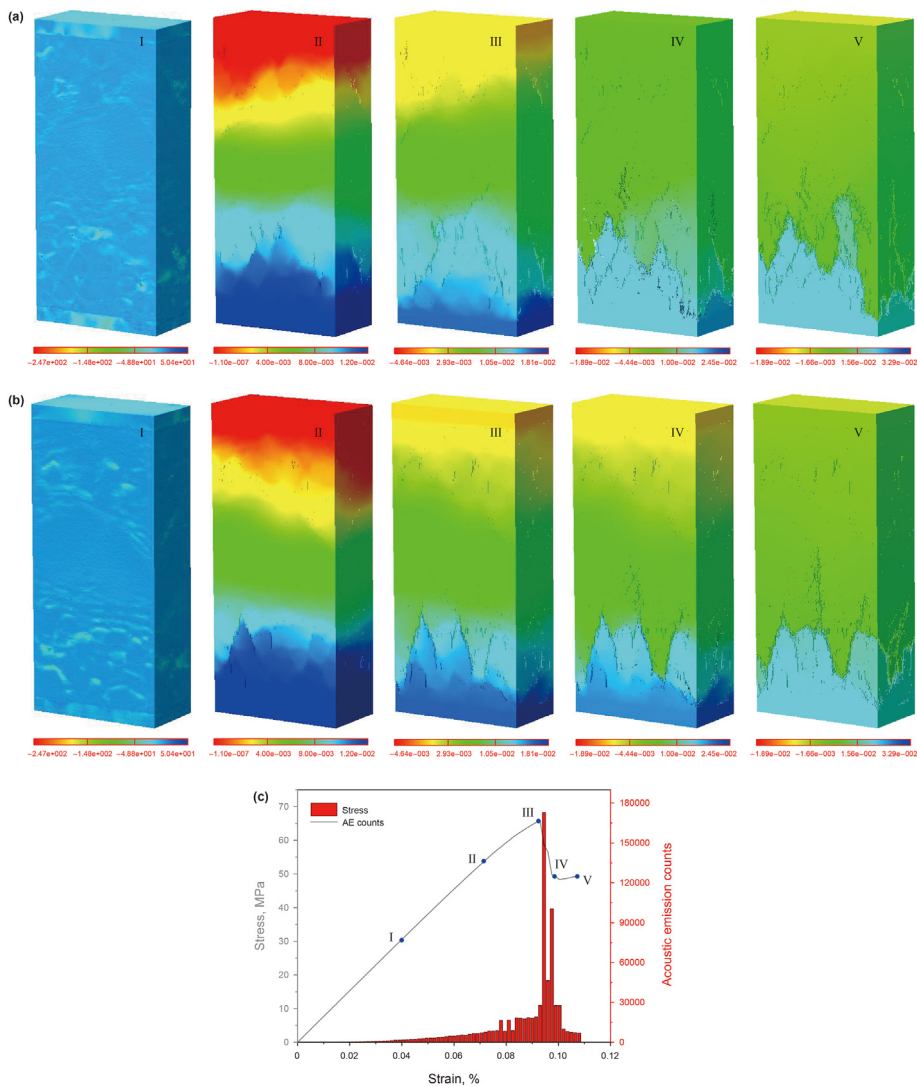 (a)
I II III IV V
−2.47e+002 −1.48e+002 −4.88e+001 5.04e+001 −1.10e−002 4.00e−003 8.00e−003 1.20e−002 −4.64e−003 2.93e−003 1.05e−002 1.81e−002 −1.89e−002 −4.44e−003 1.00e−002 2.45e−002 −1.89e−002 −1.66e−003 1.56e−002 3.29e−002
(b)
I II III IV V
−2.47e+002 −1.48e+002 −4.88e+001 5.04e+001 −1.10e−002 4.00e−003 8.00e−003 1.20e−002 −4.64e−003 2.93e−003 1.05e−002 1.81e−002 −1.89e−002 −4.44e−003 1.00e−002 2.45e−002 −1.89e−002 −1.66e−003 1.56e−002 3.29e−002
(c)
Stress
AE counts
I
II
III
IV
V
Stress, MPa
70
60
50
40
30
20
10
0
Acoustic emission counts
180000
150000
120000
90000
60000
30000
0
0 0.02 0.04 0.06 0.08 0.10 0.12
Strain, %